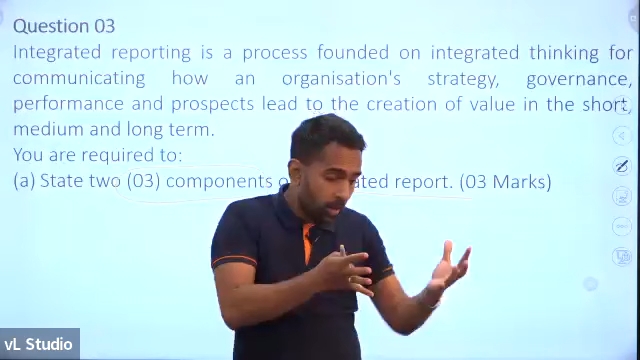 Question 03
Integrated reporting is a process founded on integrated thinking for
communicating how an organisation's strategy, governance,
performance and prospects lead to the creation of value in the short,
medium and long term.
You are required to:
(a) State two (03) components ated report. (03 Marks)
vL Studio